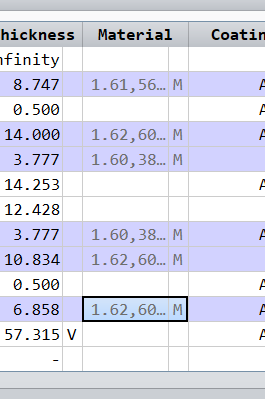 hickness Material Coatin
nfinity
8.747 1.61,56… M A
0.500 A
14.000 1.62,60… M A
3.777 1.60,38… M A
14.253 A
12.428
3.777 1.60,38… M A
10.834 1.62,60… M A
0.500 A
6.858 1.62,60… M A
57.315 V A
-